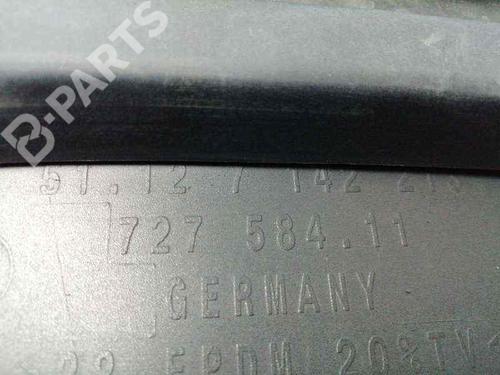 B-PARTS
51.12 7 142 213
727 584.11
GERMANY
EPDM 20%TV